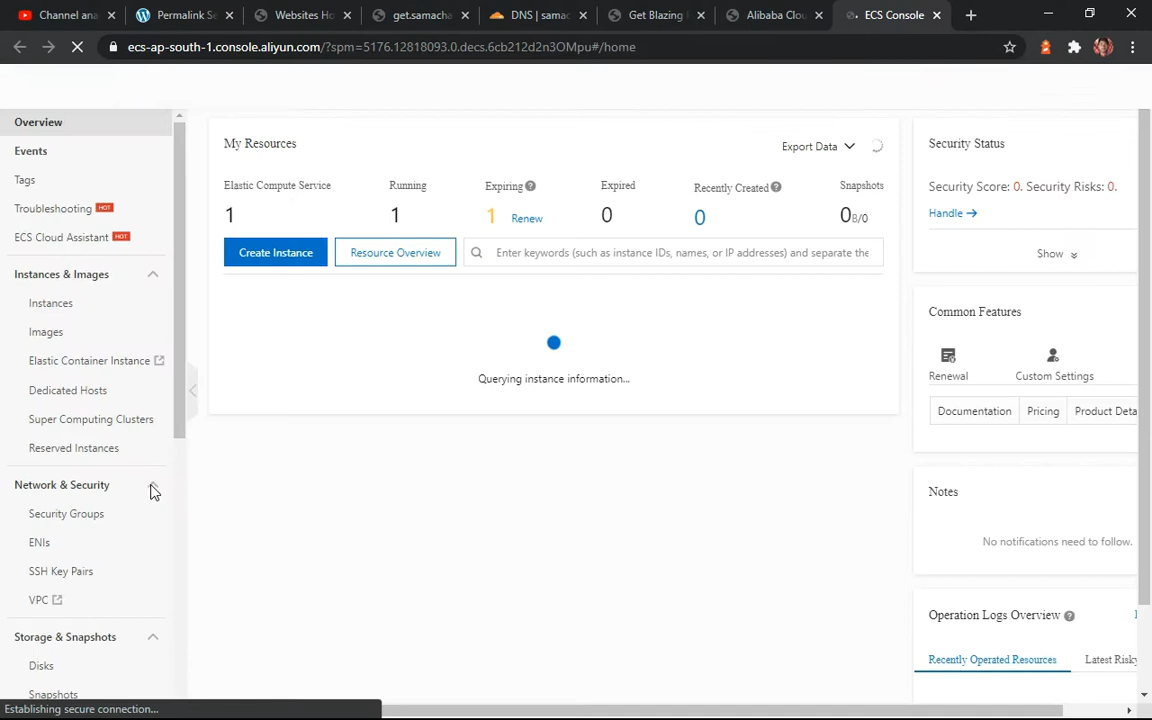 Channel ana
Permalink Se
Websites Ho
get.samacha
DNS | samac
Get Blazing
Alibaba Clou
ECS Console
ecs-ap-south-1.console.aliyun.com/?spm=5176.12818093.0.decs.6cb212d2n3OMpu#/home
Overview
Events
Tags
Troubleshooting HOT
ECS Cloud Assistant HOT
Instances & Images
Instances
Images
Elastic Container Instance
Dedicated Hosts
Super Computing Clusters
Reserved Instances
Network & Security
Security Groups
ENIs
SSH Key Pairs
VPC
Storage & Snapshots
Disks
Snapshots
Establishing secure connection...
My Resources
Export Data
Elastic Compute Service
1
Running
1
Expiring
1 Renew
Expired
0
Recently Created
0
Snapshots
0B/0
Create Instance
Resource Overview
Enter keywords (such as instance IDs, names, or IP addresses) and separate the
Querying instance information...
Security Status
Security Score: 0. Security Risks: 0.
Handle
Show
Common Features
Renewal
Custom Settings
Documentation
Pricing
Product Deta
Notes
No notifications need to follow.
Operation Logs Overview
Recently Operated Resources
Latest Risky